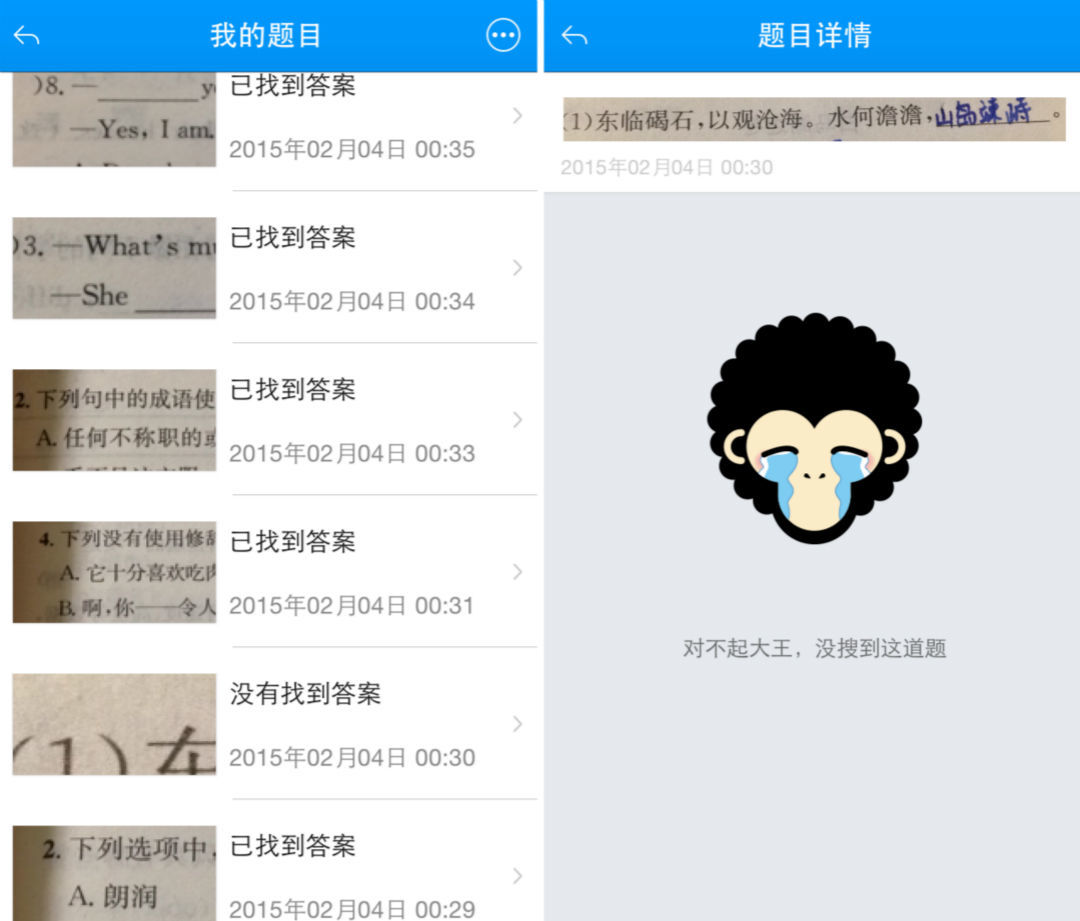 我的题目
)8. —________y
—Yes, I am.
已找到答案
2015年02月04日 00:35
)3. —What's mu
—She ______
已找到答案
2015年02月04日 00:34
2. 下列句中的成语使
A. 任何不称职的或
已找到答案
2015年02月04日 00:33
4. 下列没有使用修辞
A. 它十分喜欢吃肉
B. 啊,你——令人
已找到答案
2015年02月04日 00:31
(1)东
没有找到答案
2015年02月04日 00:30
2. 下列选项中,
A. 朗润
已找到答案
2015年02月04日 00:29
题目详情
(1)东临碣石,以观沧海。水何澹澹,山岛竦峙。
2015年02月04日 00:30
对不起大王，没搜到这道题